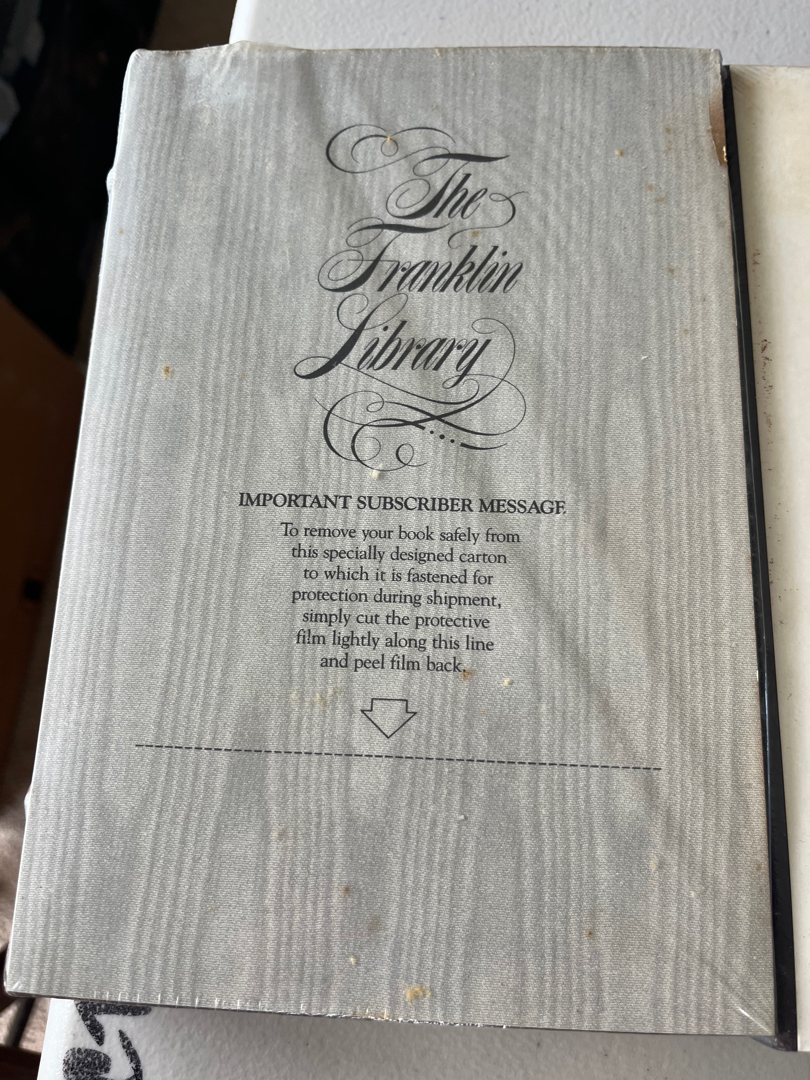 The
Franklin
Library
IMPORTANT SUBSCRIBER MESSAGE
To remove your book safely from
this specially designed carton
to which it is fastened for
protection during shipment,
simply cut the protective
film lightly along this line
and peel film back.